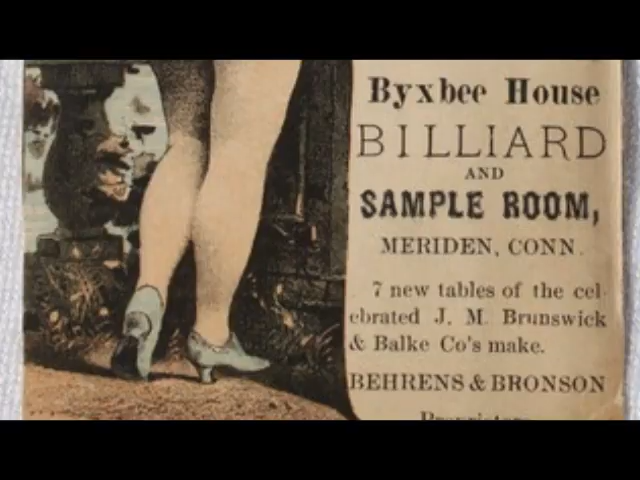 Byxbee House
BILLIARD
AND
SAMPLE ROOM,
MERIDEN, CONN.
7 new tables of the cel-
ebrated J. M. Brunswick
& Balke Co's make.
BEHRENS & BRONSON
Proprietors